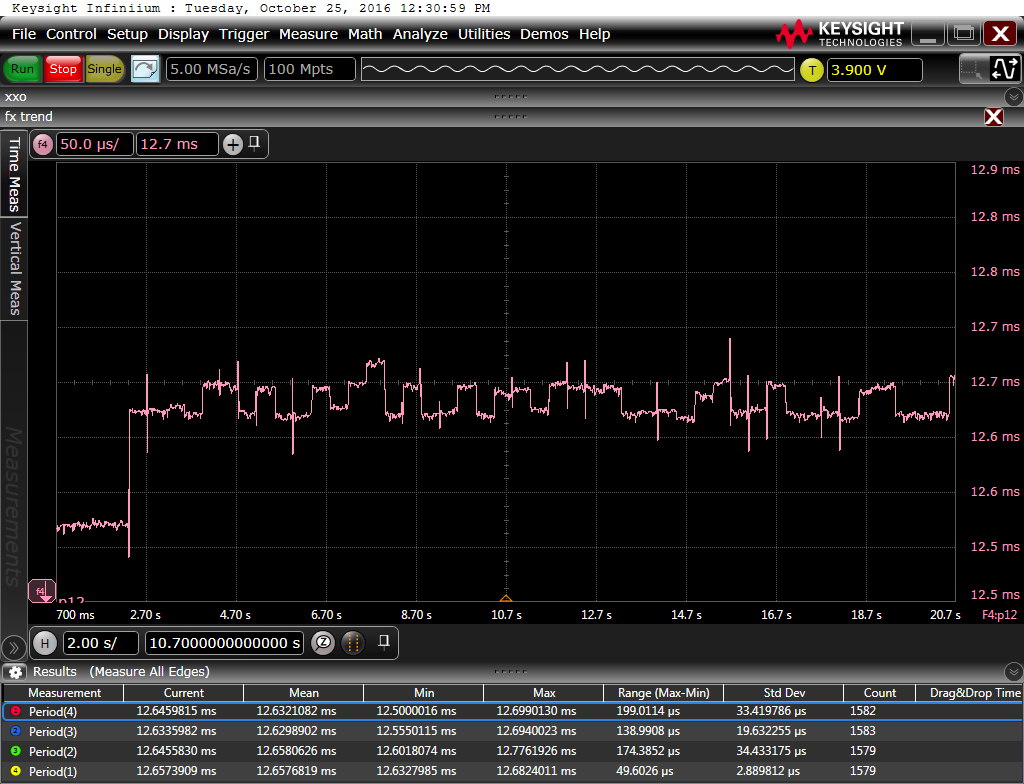 Keysight Infiniium : Tuesday, October 25, 2016 12:30:59 PM
File Control Setup Display Trigger Measure Math Analyze Utilities Demos Help
KEYSIGHT
TECHNOLOGIES
Run Stop Single 5.00 MSa/s 100 Mpts T 3.900 V
xxo
fx trend
f4 50.0 µs/ 12.7 ms
Time Meas
Vertical Meas
Measurements
12.9 ms
12.8 ms
12.8 ms
12.7 ms
12.7 ms
12.6 ms
12.6 ms
12.5 ms
12.5 ms
f4
p12
700 ms 2.70 s 4.70 s 6.70 s 8.70 s 10.7 s 12.7 s 14.7 s 16.7 s 18.7 s 20.7 s F4:p12
H 2.00 s/ 10.7000000000000 s Z
Results (Measure All Edges)
Measurement Current Mean Min Max Range (Max-Min) Std Dev Count Drag&Drop Time
1 Period(4) 12.6459815 ms 12.6321082 ms 12.5000016 ms 12.6990130 ms 199.0114 µs 33.419786 µs 1582
2 Period(3) 12.6335982 ms 12.6298902 ms 12.5550115 ms 12.6940023 ms 138.9908 µs 19.632255 µs 1583
3 Period(2) 12.6455830 ms 12.6580626 ms 12.6018074 ms 12.7761926 ms 174.3852 µs 34.433175 µs 1579
4 Period(1) 12.6573909 ms 12.6576819 ms 12.6327985 ms 12.6824011 ms 49.6026 µs 2.889812 µs 1579